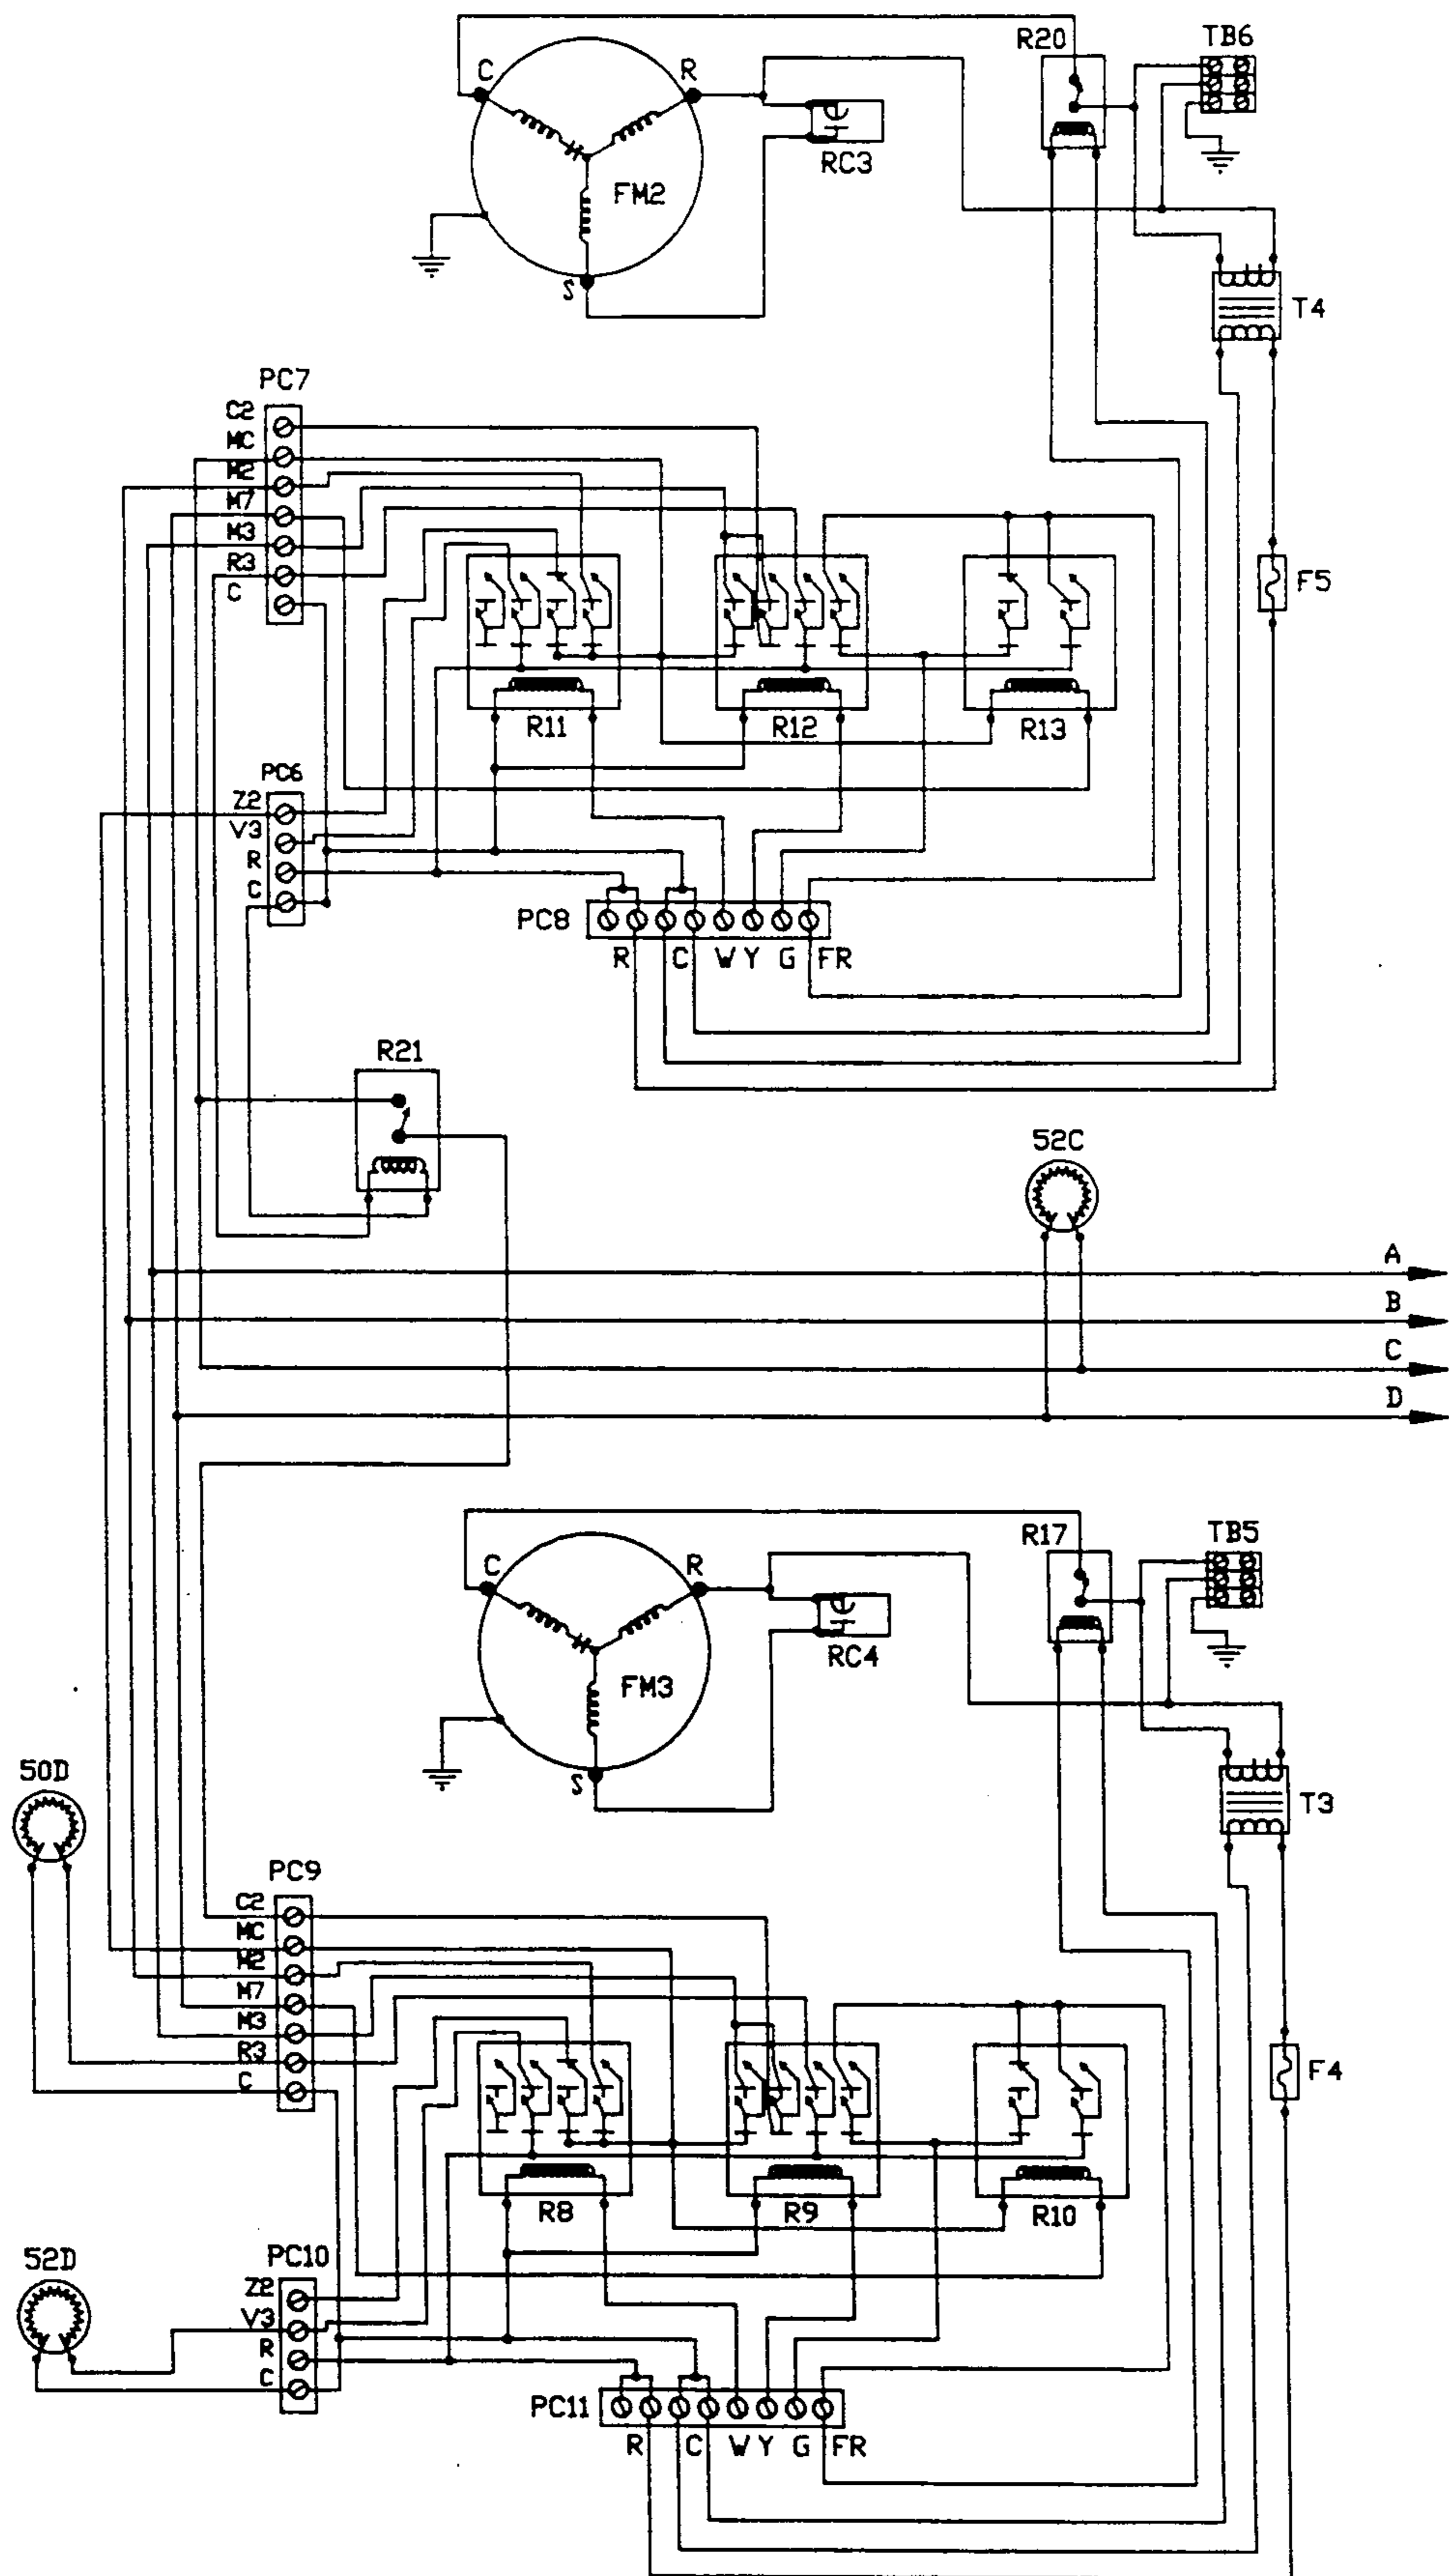 R20
TB6
C
R
RC3
FM2
S
T4
PC7
C2
MC
M2
M7
M3
R3
C
F5
R11
R12
R13
PC6
Z2
V3
R
C
PC8
R
C
W
Y
G
FR
R21
52C
A
B
C
D
R17
TB5
C
R
RC4
FM3
S
50D
T3
PC9
C2
MC
M2
M7
M3
R3
C
F4
R8
R9
R10
52D
PC10
Z2
V3
R
C
PC11
R
C
W
Y
G
FR